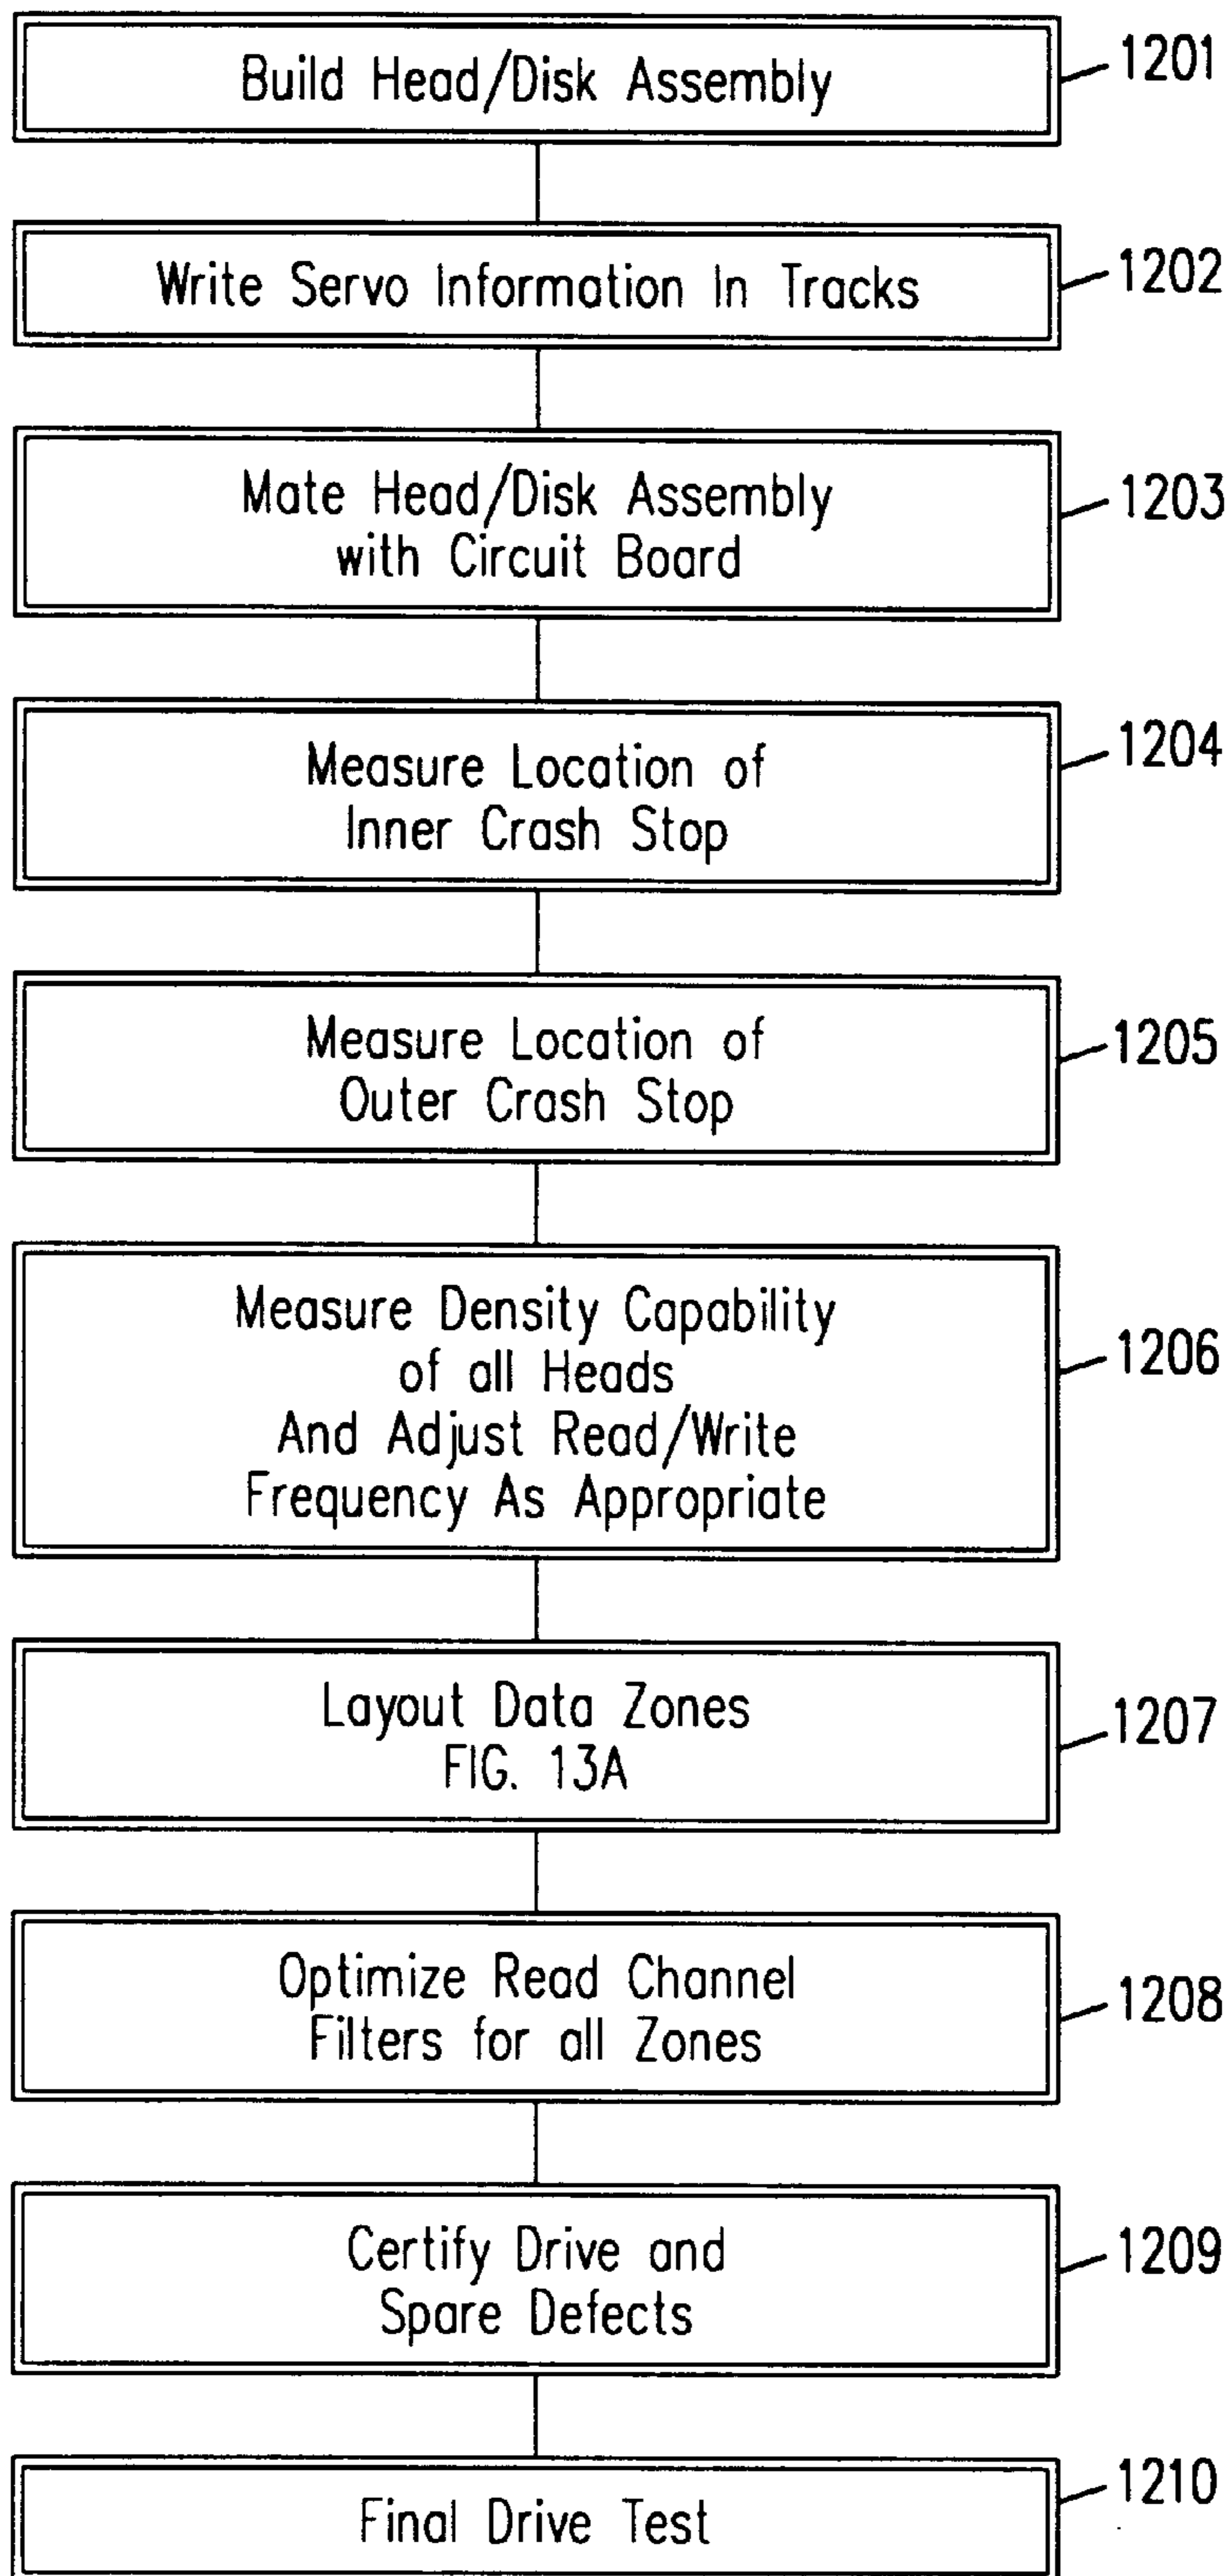 Build Head/Disk Assembly
1201
Write Servo Information In Tracks
1202
Mate Head/Disk Assembly
with Circuit Board
1203
Measure Location of
Inner Crash Stop
1204
Measure Location of
Outer Crash Stop
1205
Measure Density Capability
of all Heads
And Adjust Read/Write
Frequency As Appropriate
1206
Layout Data Zones
FIG. 13A
1207
Optimize Read Channel
Filters for all Zones
1208
Certify Drive and
Spare Defects
1209
Final Drive Test
1210